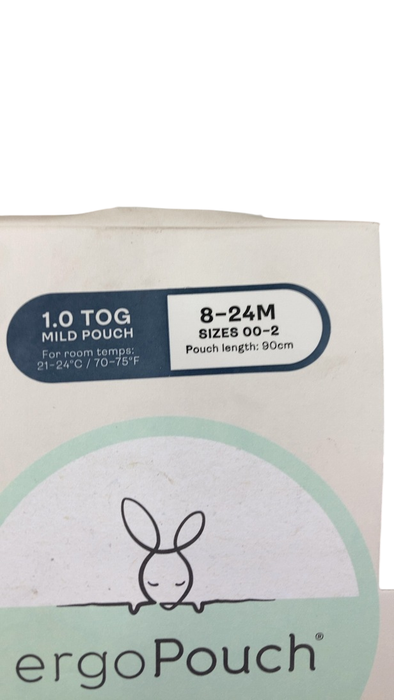 1.0 TOG
MILD POUCH
For room temps:
21-24°C / 70-75°F
8-24M
SIZES 00-2
Pouch length: 90cm
ergoPouch®